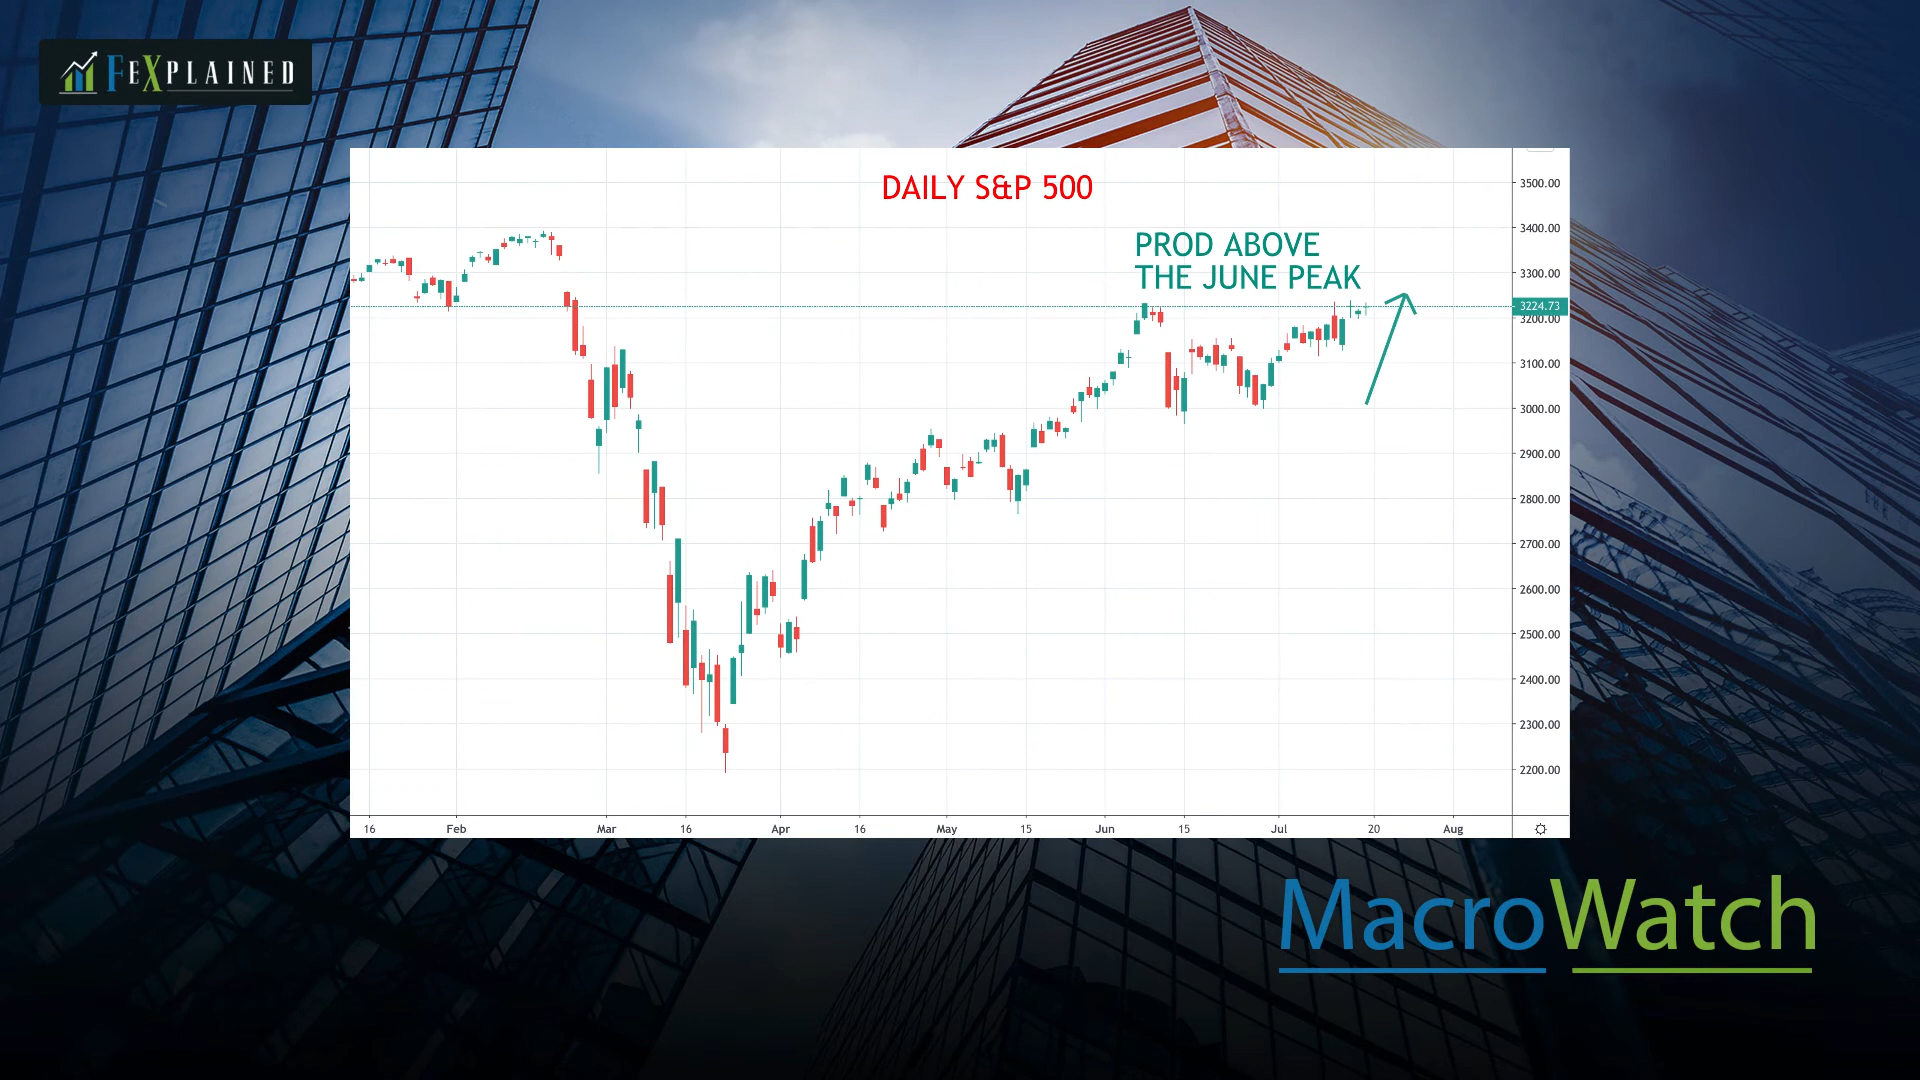 FEXPLAINED
DAILY S&P 500
PROD ABOVE
THE JUNE PEAK
3500.00
3400.00
3300.00
3224.73
3200.00
3100.00
3000.00
2900.00
2800.00
2700.00
2600.00
2500.00
2400.00
2300.00
2200.00
16 Feb Mar 16 Apr 16 May 15 Jun 15 Jul 20 Aug
MacroWatch